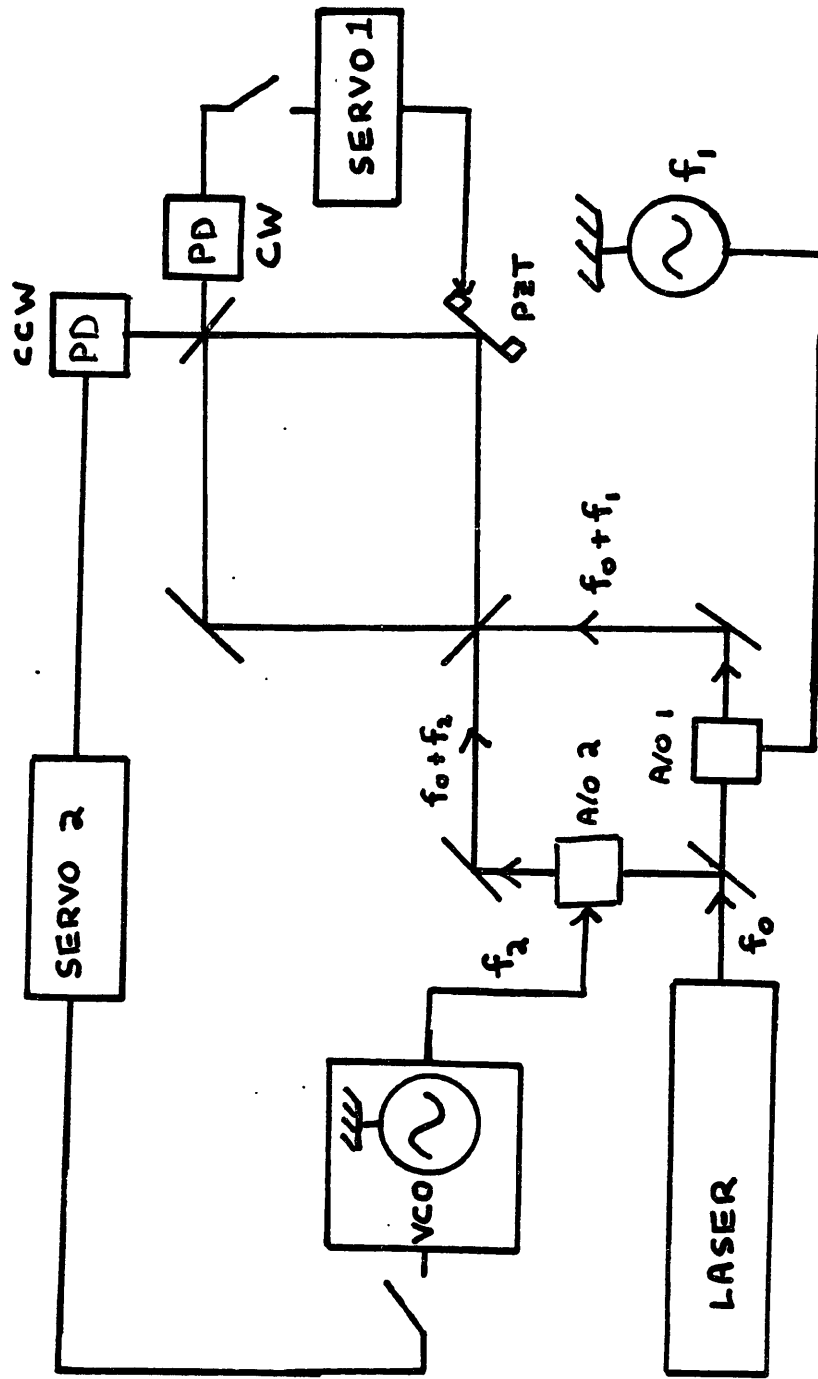 CCW
PD
PD
CW
SERVO 1
SERVO 2
PZT
f₁
f₀+f₂
f₀+f₁
A/O 2
A/O 1
f₂
VCO
f₀
LASER